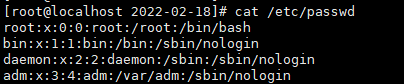 [root@localhost 2022-02-18]# cat /etc/passwd
root:x:0:0:root:/root:/bin/bash
bin:x:1:1:bin:/bin:/sbin/nologin
daemon:x:2:2:daemon:/sbin:/sbin/nologin
adm:x:3:4:adm:/var/adm:/sbin/nologin